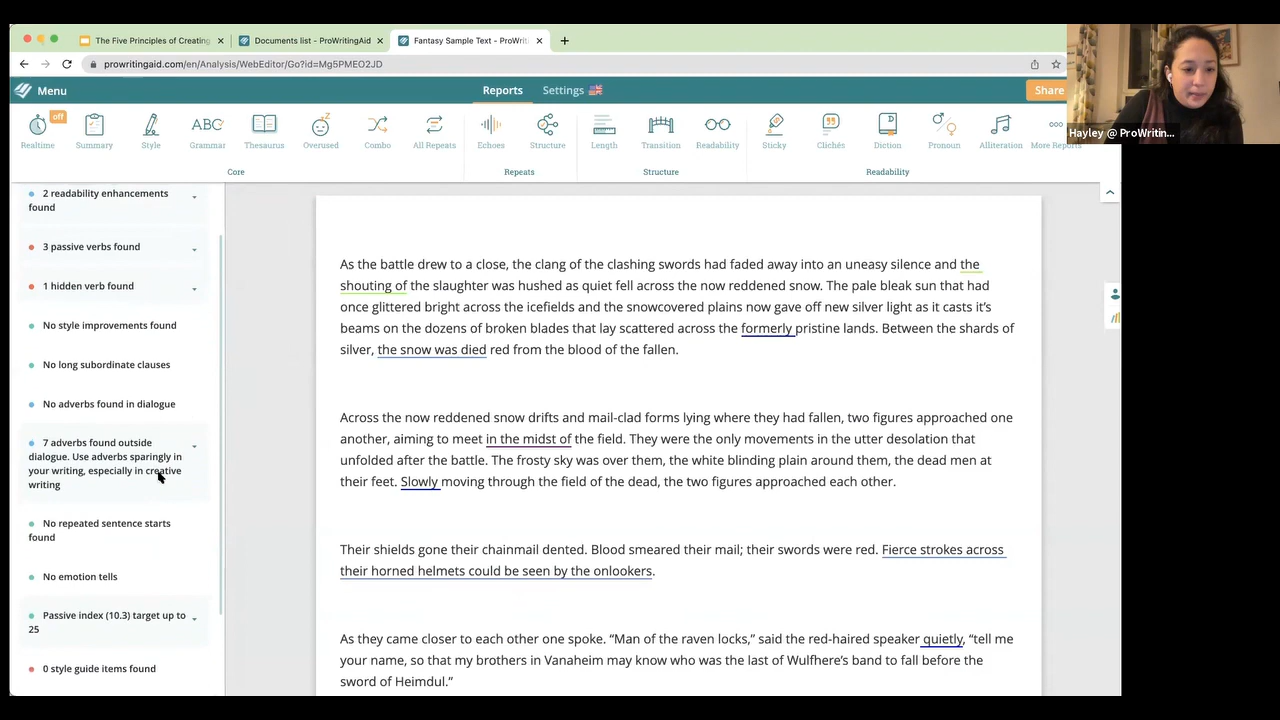 The Five Principles of Creating
Documents list - ProWritingAid
Fantasy Sample Text - ProWriti
prowritingaid.com/en/Analysis/WebEditor/Go?id=Mg5PMEO2JD
Menu
Reports
Settings
Share
Hayley @ ProWritin...
off
Realtime
Summary
Style
ABC
Grammar
Thesaurus
Overused
Combo
All Repeats
Echoes
Structure
Length
Transition
Readability
Sticky
Clichés
Diction
Pronoun
Alliteration
More Reports
Core
Repeats
Structure
Readability
2 readability enhancements
found
3 passive verbs found
1 hidden verb found
No style improvements found
No long subordinate clauses
No adverbs found in dialogue
7 adverbs found outside
dialogue. Use adverbs sparingly in
your writing, especially in creative
writing
No repeated sentence starts
found
No emotion tells
Passive index (10.3) target up to
25
0 style guide items found
As the battle drew to a close, the clang of the clashing swords had faded away into an uneasy silence and the
shouting of the slaughter was hushed as quiet fell across the now reddened snow. The pale bleak sun that had
once glittered bright across the icefields and the snowcovered plains now gave off new silver light as it casts it's
beams on the dozens of broken blades that lay scattered across the formerly pristine lands. Between the shards of
silver, the snow was died red from the blood of the fallen.
Across the now reddened snow drifts and mail-clad forms lying where they had fallen, two figures approached one
another, aiming to meet in the midst of the field. They were the only movements in the utter desolation that
unfolded after the battle. The frosty sky was over them, the white blinding plain around them, the dead men at
their feet. Slowly moving through the field of the dead, the two figures approached each other.
Their shields gone their chainmail dented. Blood smeared their mail; their swords were red. Fierce strokes across
their horned helmets could be seen by the onlookers.
As they came closer to each other one spoke. “Man of the raven locks,” said the red-haired speaker quietly, “tell me
your name, so that my brothers in Vanaheim may know who was the last of Wulfhere’s band to fall before the
sword of Heimdul.”